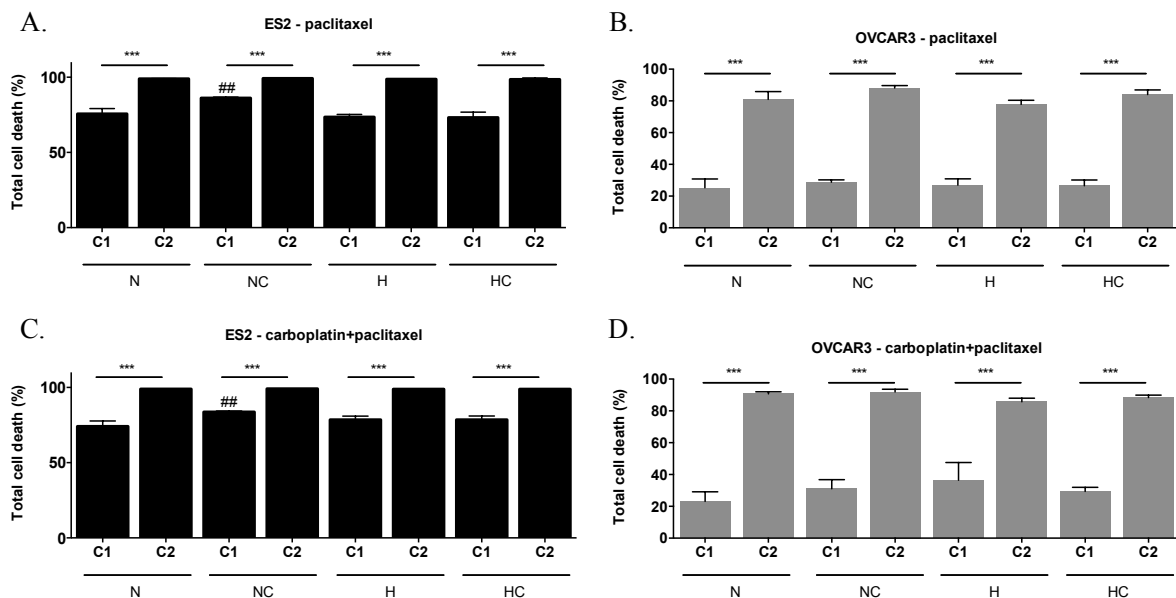 A.
ES2 - paclitaxel
*** *** *** ***
##
Total cell death (%)
100
50
0
C1 C2 C1 C2 C1 C2 C1 C2
N NC H HC
B.
OVCAR3 - paclitaxel
*** *** *** ***
Total cell death (%)
100
80
60
40
20
0
C1 C2 C1 C2 C1 C2 C1 C2
N NC H HC
C.
ES2 - carboplatin+paclitaxel
*** *** *** ***
##
Total cell death (%)
100
50
0
C1 C2 C1 C2 C1 C2 C1 C2
N NC H HC
D.
OVCAR3 - carboplatin+paclitaxel
*** *** *** ***
Total cell death (%)
100
80
60
40
20
0
C1 C2 C1 C2 C1 C2 C1 C2
N NC H HC